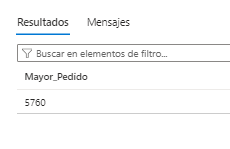 Resultados Mensajes
Buscar en elementos de filtro...
Mayor_Pedido
5760